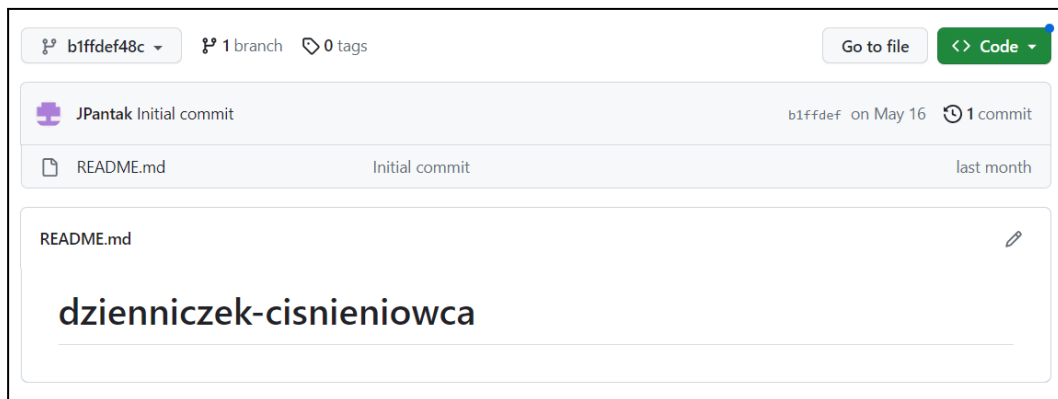 b1ffdef48c 1 branch 0 tags Go to file <> Code
JPantak Initial commit b1ffdef on May 16 1 commit
README.md Initial commit last month
README.md
dzienniczek-cisnieniowca